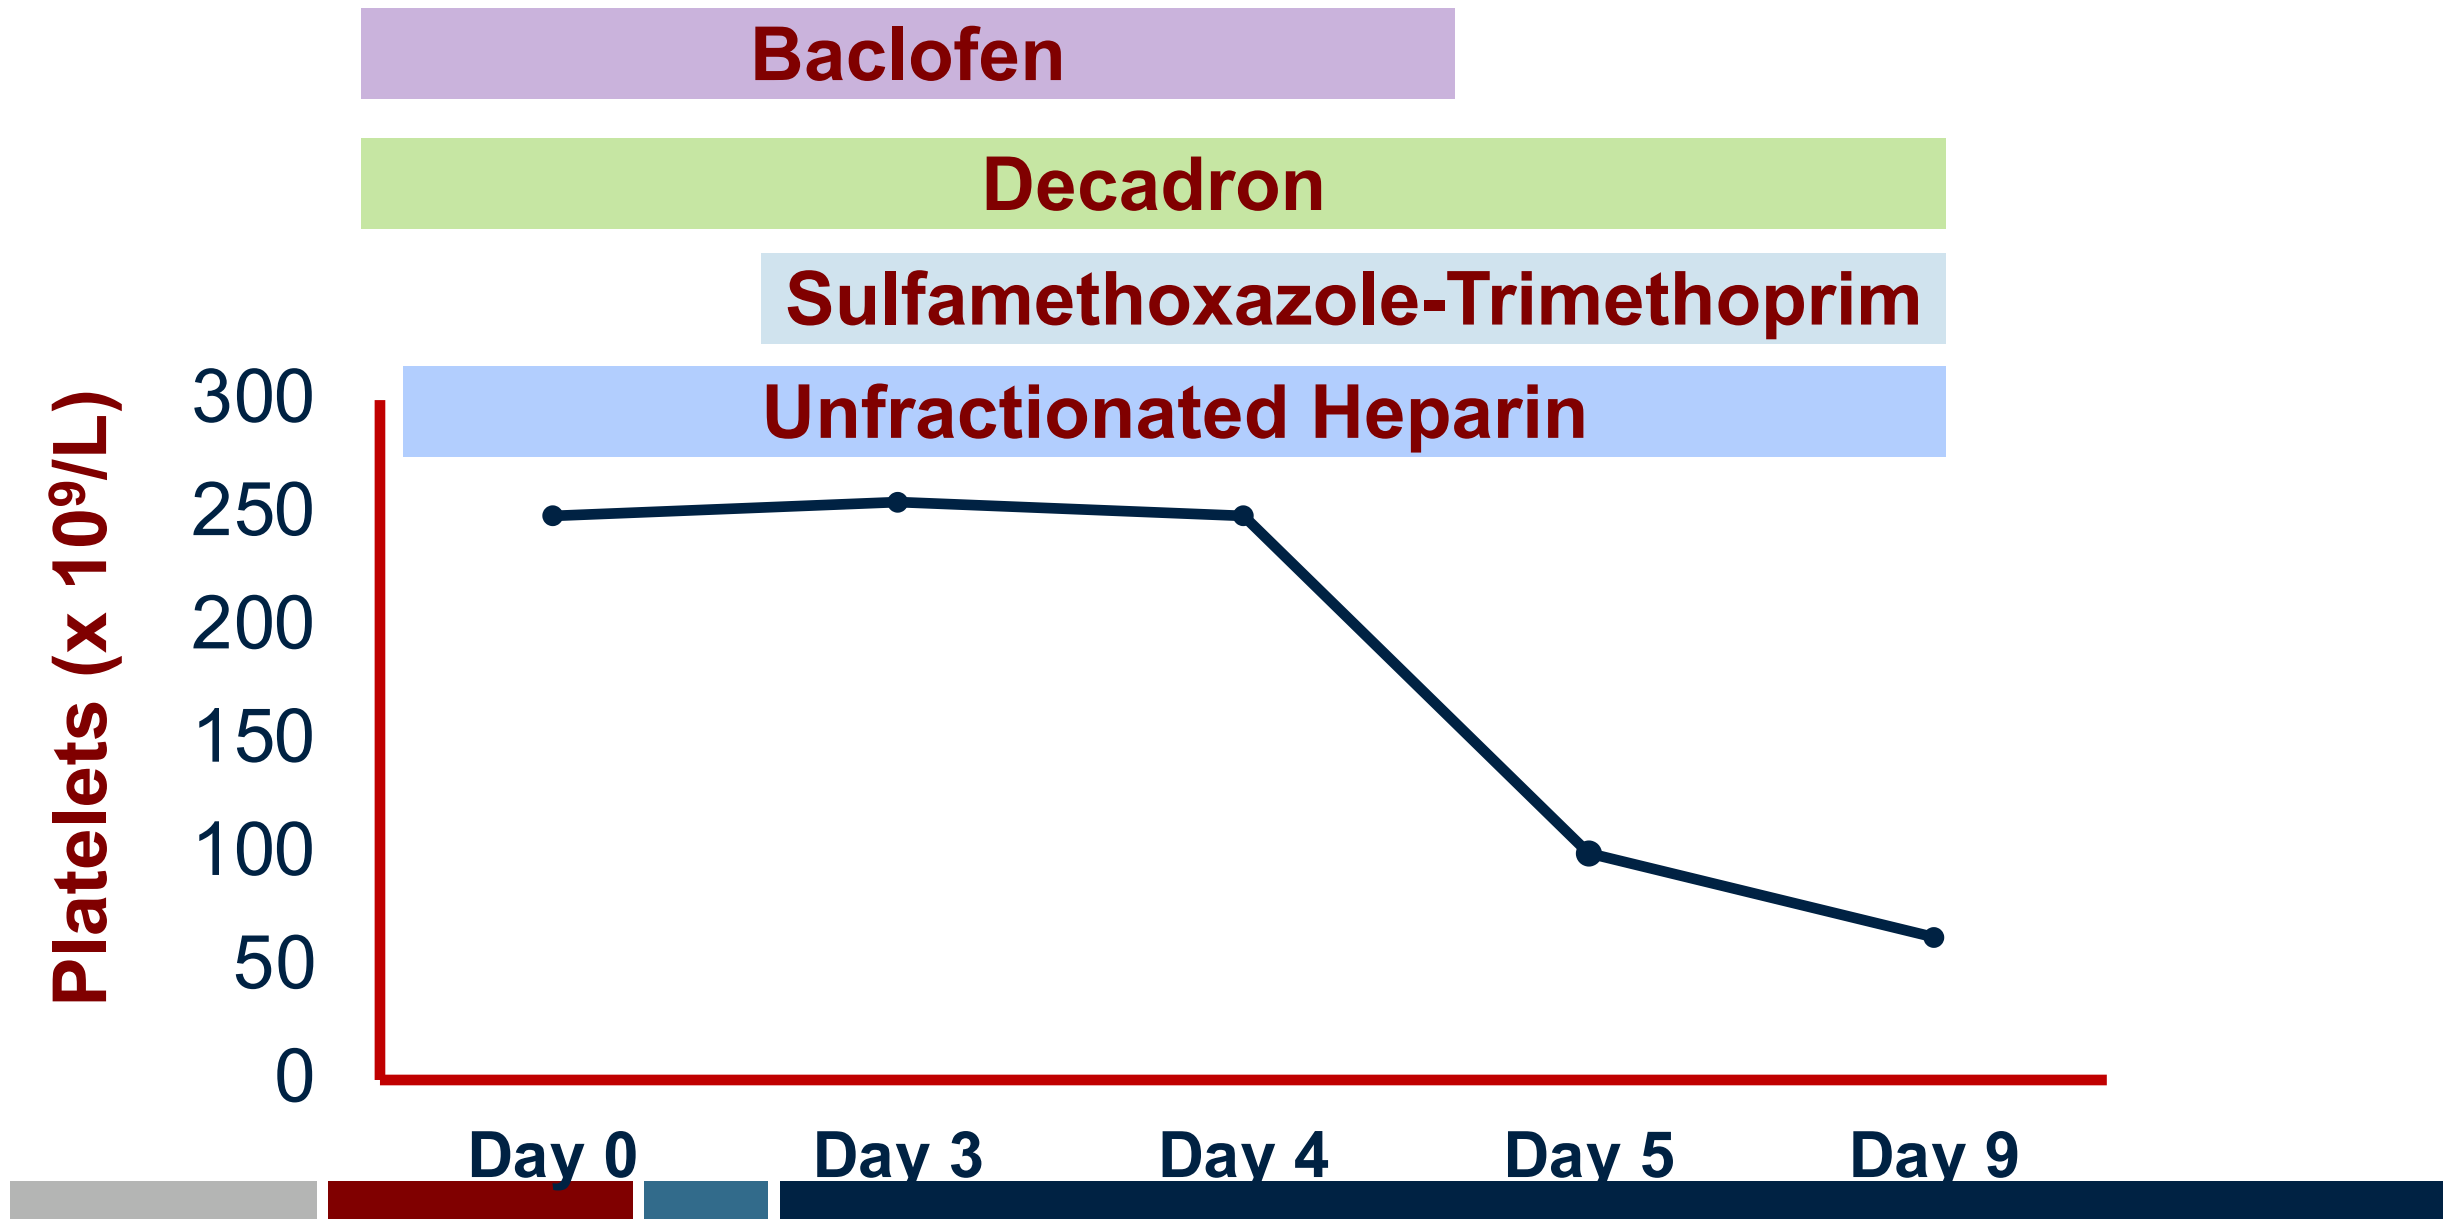 Baclofen
Decadron
Sulfamethoxazole-Trimethoprim
Unfractionated Heparin
Platelets (x 10⁹/L)
300
250
200
150
100
50
0
Day 0 Day 3 Day 4 Day 5 Day 9